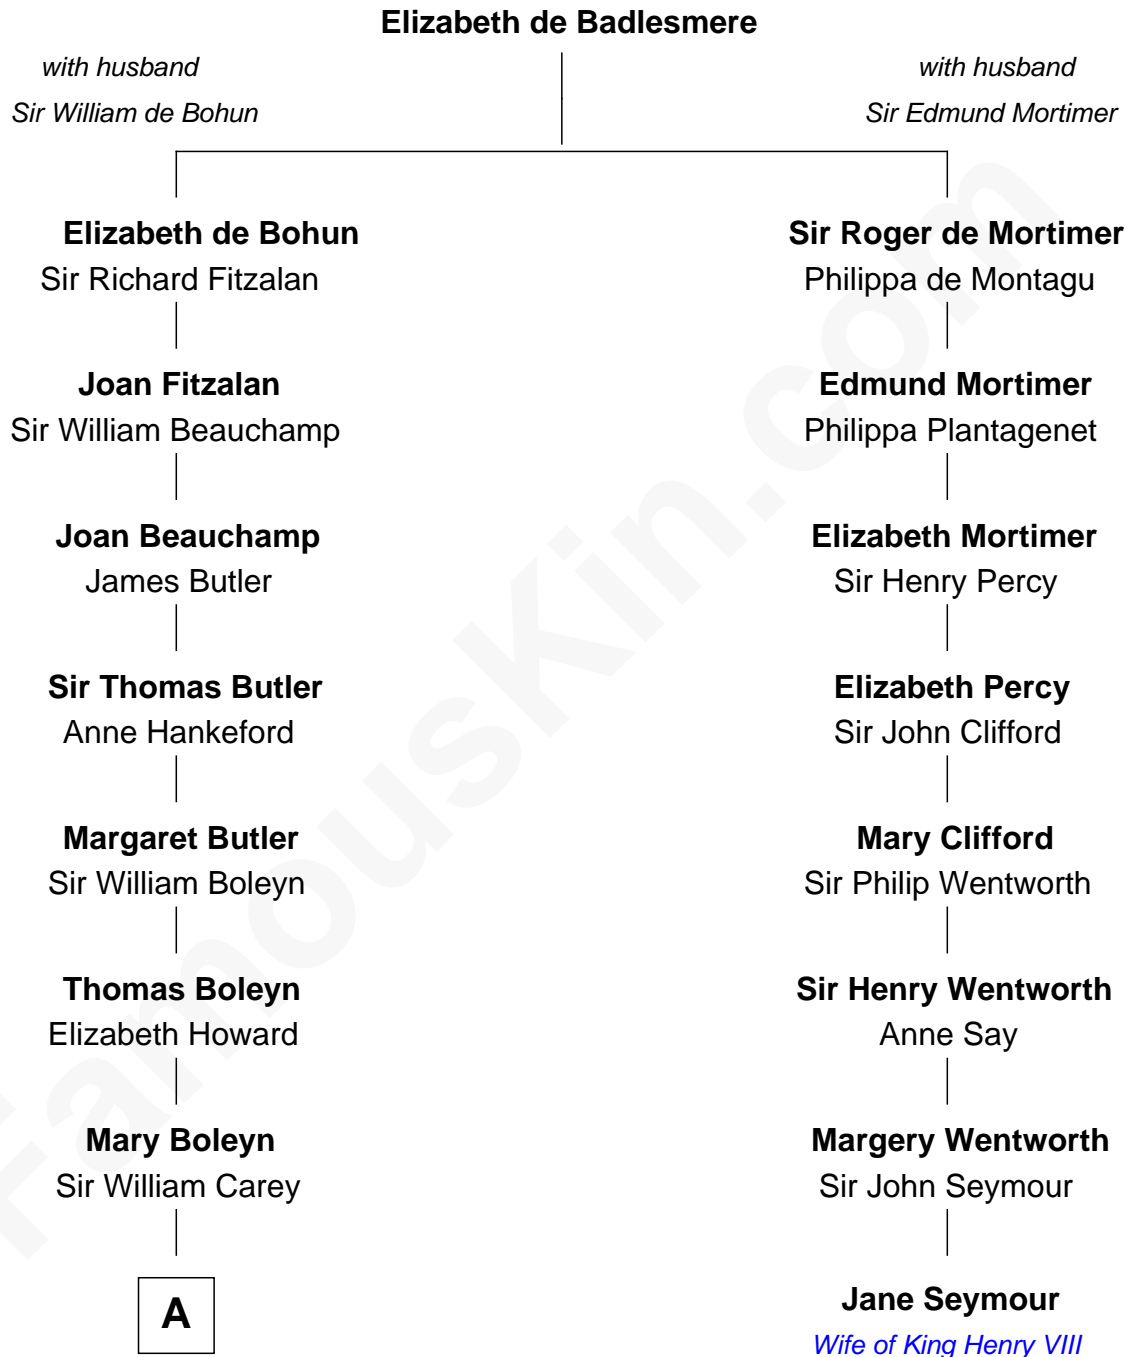 Elizabeth de Badlesmere
with husband
Sir William de Bohun
with husband
Sir Edmund Mortimer
Elizabeth de Bohun
Sir Richard Fitzalan
Joan Fitzalan
Sir William Beauchamp
Joan Beauchamp
James Butler
Sir Thomas Butler
Anne Hankeford
Margaret Butler
Sir William Boleyn
Thomas Boleyn
Elizabeth Howard
Mary Boleyn
Sir William Carey
A
Sir Roger de Mortimer
Philippa de Montagu
Edmund Mortimer
Philippa Plantagenet
Elizabeth Mortimer
Sir Henry Percy
Elizabeth Percy
Sir John Clifford
Mary Clifford
Sir Philip Wentworth
Sir Henry Wentworth
Anne Say
Margery Wentworth
Sir John Seymour
Jane Seymour
Wife of King Henry VIII
FamousKin.com